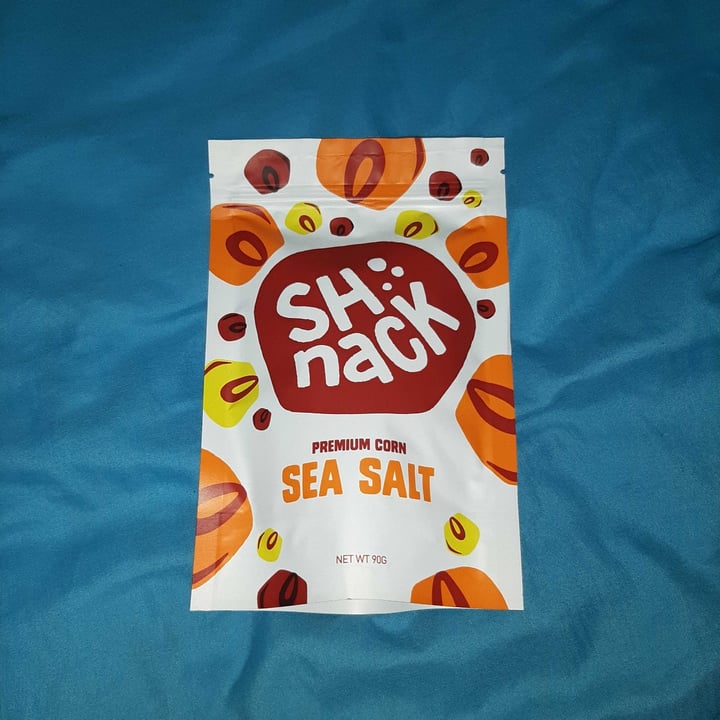 SH
nack
PREMIUM CORN
SEA SALT
NET WT 90G